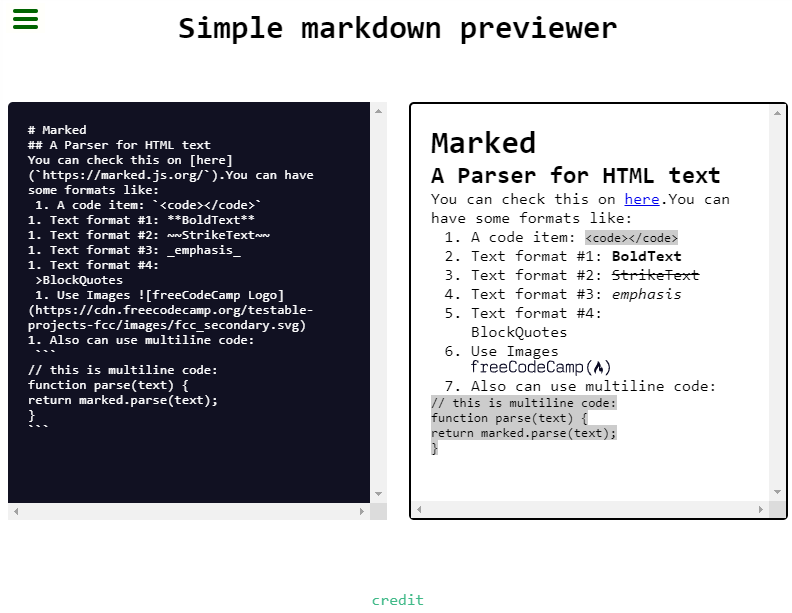 Simple markdown previewer
# Marked
## A Parser for HTML text
You can check this on [here]
(`https://marked.js.org/`).You can have
some formats like:
1. A code item: `<code></code>`
1. Text format #1: **BoldText**
1. Text format #2: ~~StrikeText~~
1. Text format #3: _emphasis_
1. Text format #4:
>BlockQuotes
1. Use Images ![freeCodeCamp Logo]
(https://cdn.freecodecamp.org/testable-
projects-fcc/images/fcc_secondary.svg)
1. Also can use multiline code:
```
// this is multiline code:
function parse(text) {
return marked.parse(text);
}
```
Marked
A Parser for HTML text
You can check this on here.You can
have some formats like:
1. A code item: <code></code>
2. Text format #1: BoldText
3. Text format #2: StrikeText
4. Text format #3: emphasis
5. Text format #4:
BlockQuotes
6. Use Images
freeCodeCamp
7. Also can use multiline code:
// this is multiline code:
function parse(text) {
return marked.parse(text);
}
credit